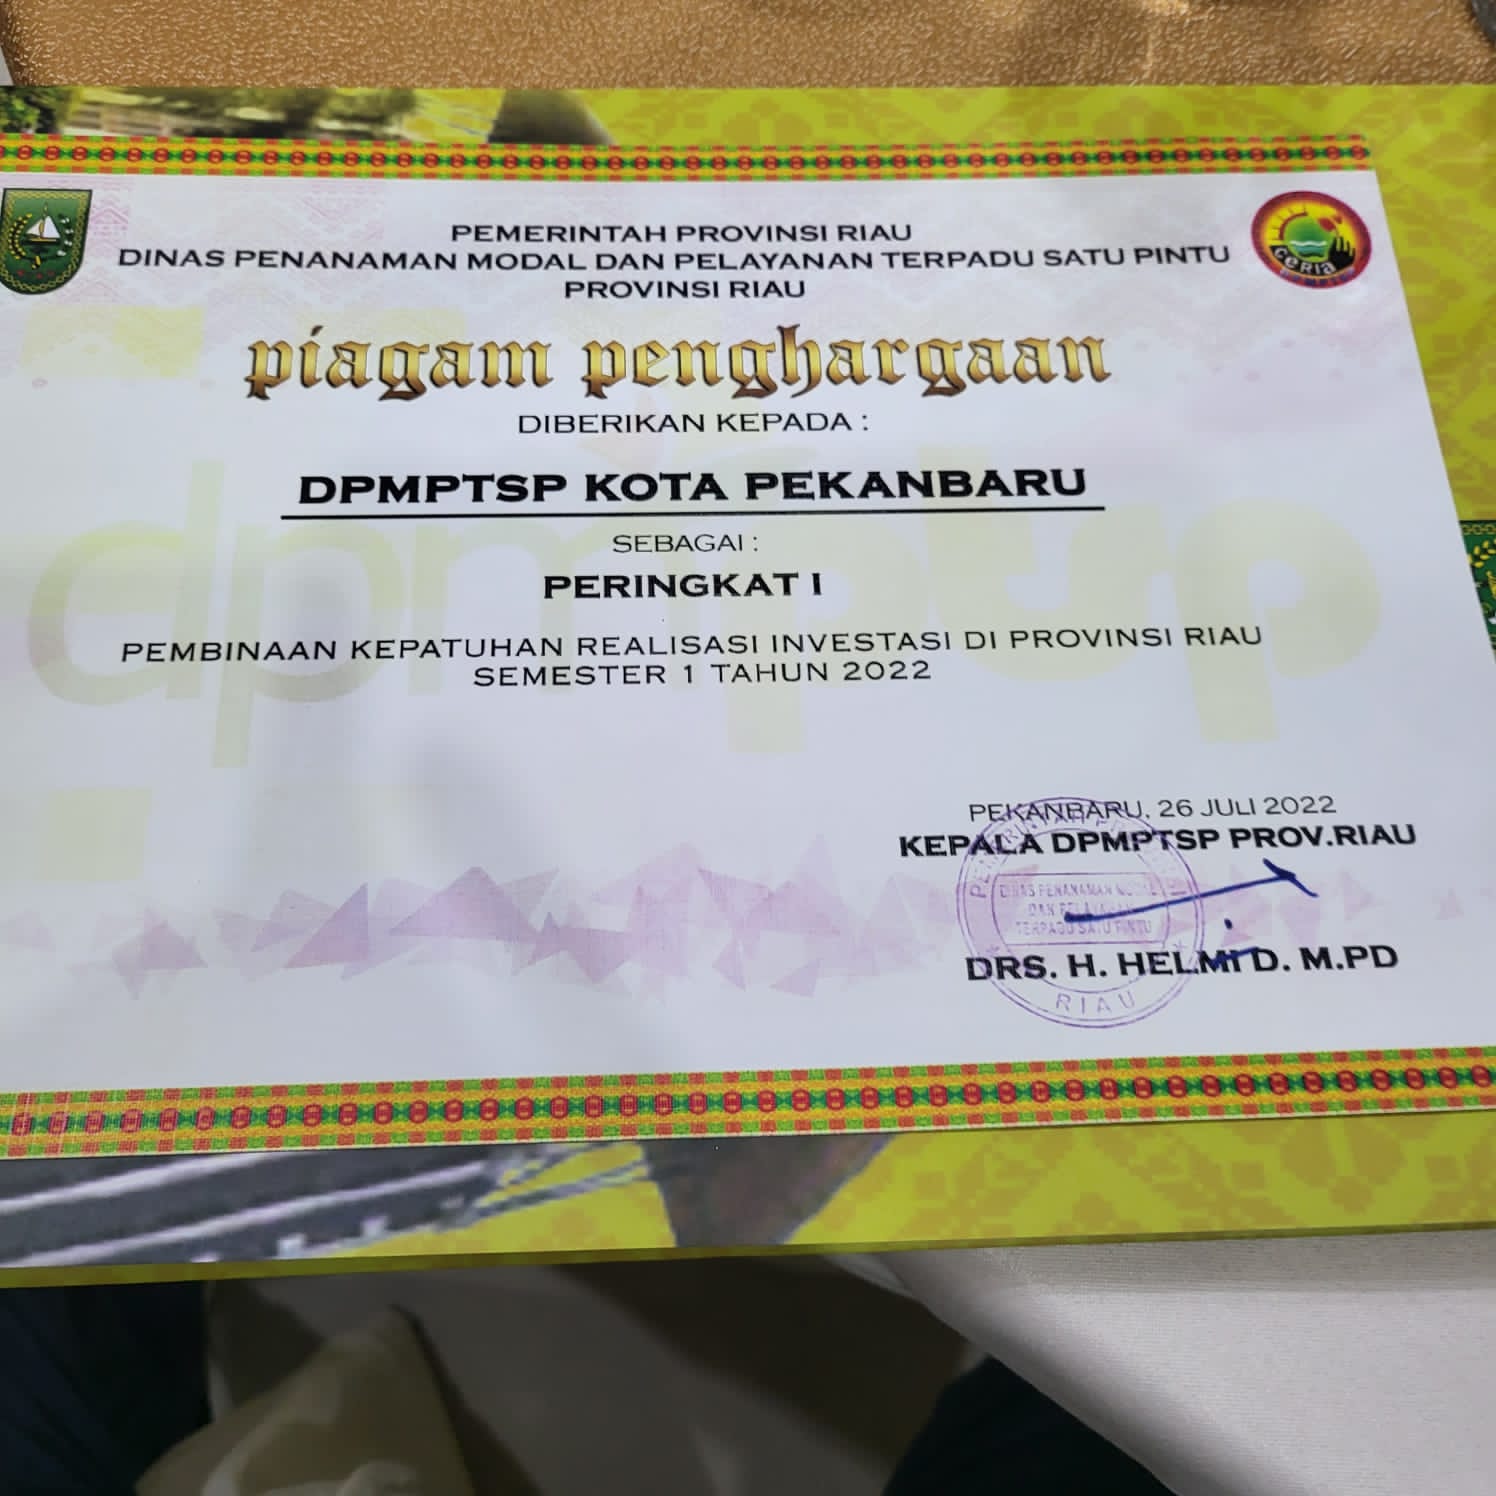 PEMERINTAH PROVINSI RIAU
DINAS PENANAMAN MODAL DAN PELAYANAN TERPADU SATU PINTU
PROVINSI RIAU
CERIA
piagam penghargaan
DIBERIKAN KEPADA :
DPMPTSP KOTA PEKANBARU
SEBAGAI :
PERINGKAT I
PEMBINAAN KEPATUHAN REALISASI INVESTASI DI PROVINSI RIAU
SEMESTER 1 TAHUN 2022
dpmptsp
PEKANBARU, 26 JULI 2022
KEPALA DPMPTSP PROV.RIAU
DINAS PENANAMAN MODAL
DAN PELAYANAN
TERPADU SATU PINTU
DRS. H. HELMI D. M.PD
RIAU